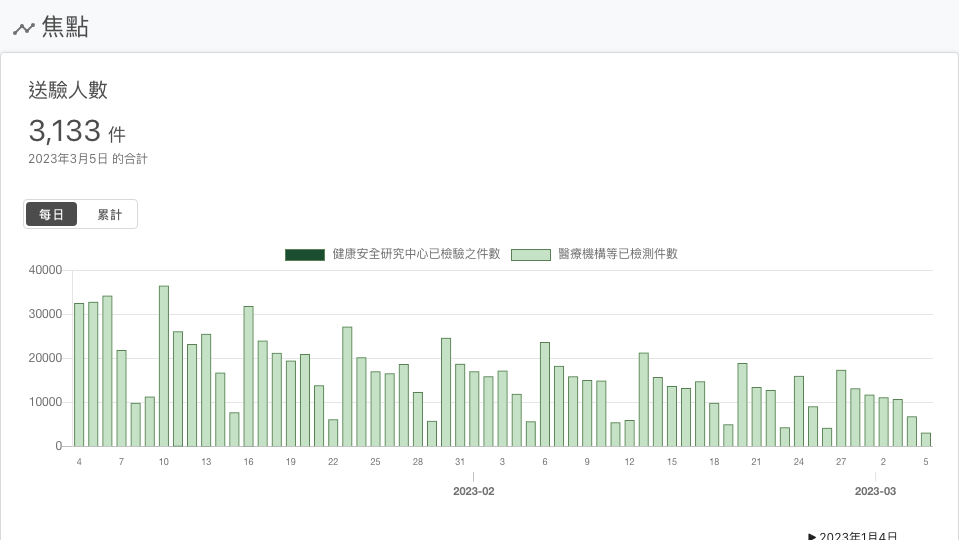 焦點
送驗人數
3,133 件
2023年3月5日 的合計
每日 累計
健康安全研究中心已檢驗之件數 醫療機構等已檢測件數
40000
30000
20000
10000
0
4 7 10 13 16 19 22 25 28 31 3 6 9 12 15 18 21 24 27 2 5
2023-02 2023-03
▶ 2023年1月4日